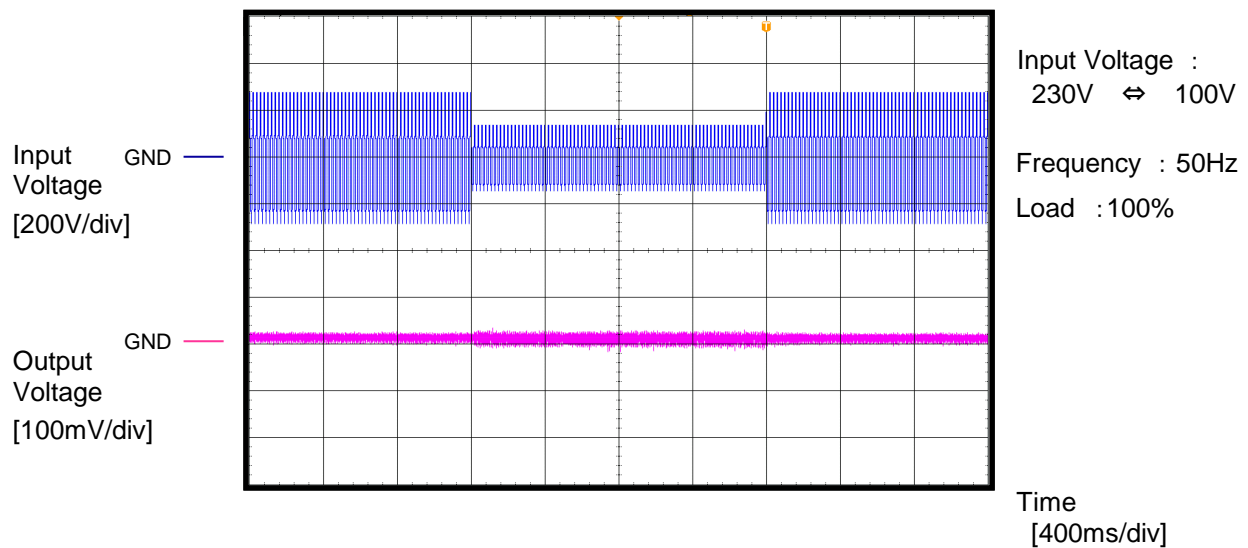 T
Input Voltage :
230V ⇔ 100V
Frequency : 50Hz
Load :100%
Input
Voltage
[200V/div]
GND
Output
Voltage
[100mV/div]
GND
Time
[400ms/div]